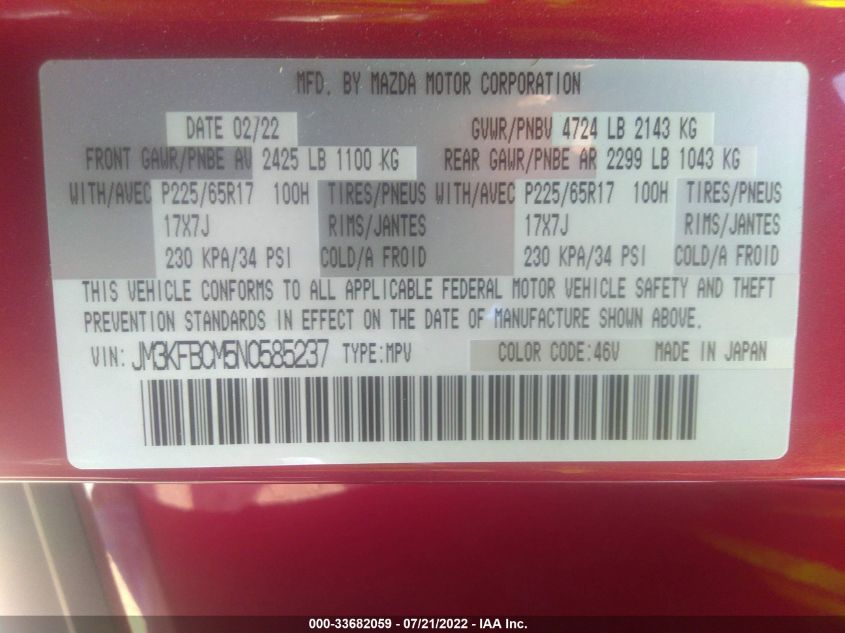 MFD. BY MAZDA MOTOR CORPORATION
DATE 02/22 GVWR/PNBV 4724 LB 2143 KG
FRONT GAWR/PNBE AV 2425 LB 1100 KG REAR GAWR/PNBE AR 2299 LB 1043 KG
WITH/AVEC P225/65R17 100H TIRES/PNEUS WITH/AVEC P225/65R17 100H TIRES/PNEUS
17X7J RIMS/JANTES 17X7J RIMS/JANTES
230 KPA/34 PSI COLD/A FROID 230 KPA/34 PSI COLD/A FROID
THIS VEHICLE CONFORMS TO ALL APPLICABLE FEDERAL MOTOR VEHICLE SAFETY AND THEFT
PREVENTION STANDARDS IN EFFECT ON THE DATE OF MANUFACTURE SHOWN ABOVE.
VIN: JM3KFBCM5N0585237 TYPE:MPV COLOR CODE:46V MADE IN JAPAN
000-33682059 - 07/21/2022 - IAA Inc.